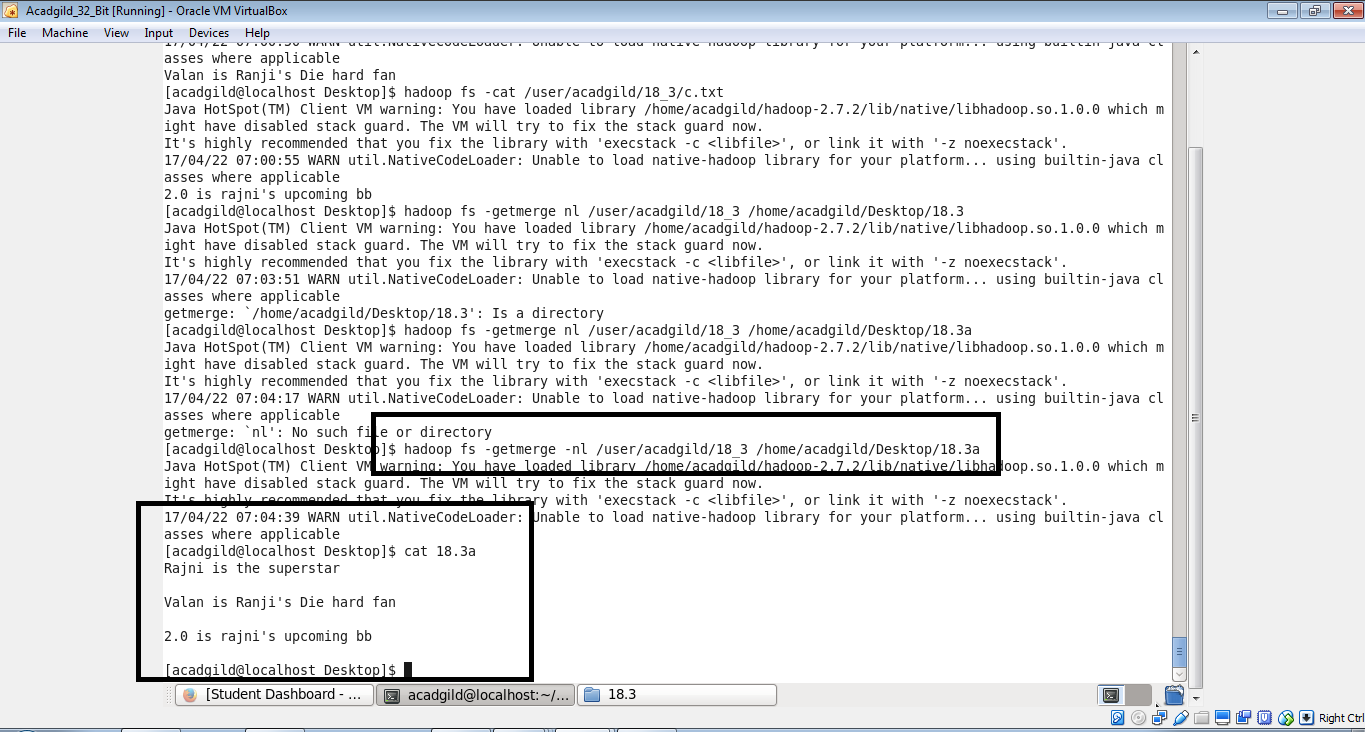 Acadgild_32_Bit [Running] - Oracle VM VirtualBox
File Machine View Input Devices Help
17/04/22 07:00:30 WARN util.NativeCodeLoader: Unable to load native-hadoop library for your platform... using builtin-java cl
asses where applicable
Valan is Ranji's Die hard fan
[acadgild@localhost Desktop]$ hadoop fs -cat /user/acadgild/18_3/c.txt
Java HotSpot(TM) Client VM warning: You have loaded library /home/acadgild/hadoop-2.7.2/lib/native/libhadoop.so.1.0.0 which m
ight have disabled stack guard. The VM will try to fix the stack guard now.
It's highly recommended that you fix the library with 'execstack -c <libfile>', or link it with '-z noexecstack'.
17/04/22 07:00:55 WARN util.NativeCodeLoader: Unable to load native-hadoop library for your platform... using builtin-java cl
asses where applicable
2.0 is rajni's upcoming bb
[acadgild@localhost Desktop]$ hadoop fs -getmerge nl /user/acadgild/18_3 /home/acadgild/Desktop/18.3
Java HotSpot(TM) Client VM warning: You have loaded library /home/acadgild/hadoop-2.7.2/lib/native/libhadoop.so.1.0.0 which m
ight have disabled stack guard. The VM will try to fix the stack guard now.
It's highly recommended that you fix the library with 'execstack -c <libfile>', or link it with '-z noexecstack'.
17/04/22 07:03:51 WARN util.NativeCodeLoader: Unable to load native-hadoop library for your platform... using builtin-java cl
asses where applicable
getmerge: `/home/acadgild/Desktop/18.3': Is a directory
[acadgild@localhost Desktop]$ hadoop fs -getmerge nl /user/acadgild/18_3 /home/acadgild/Desktop/18.3a
Java HotSpot(TM) Client VM warning: You have loaded library /home/acadgild/hadoop-2.7.2/lib/native/libhadoop.so.1.0.0 which m
ight have disabled stack guard. The VM will try to fix the stack guard now.
It's highly recommended that you fix the library with 'execstack -c <libfile>', or link it with '-z noexecstack'.
17/04/22 07:04:17 WARN util.NativeCodeLoader: Unable to load native-hadoop library for your platform... using builtin-java cl
asses where applicable
getmerge: `nl': No such file or directory
[acadgild@localhost Desktop]$ hadoop fs -getmerge -nl /user/acadgild/18_3 /home/acadgild/Desktop/18.3a
Java HotSpot(TM) Client VM warning: You have loaded library /home/acadgild/hadoop-2.7.2/lib/native/libhadoop.so.1.0.0 which m
ight have disabled stack guard. The VM will try to fix the stack guard now.
It's highly recommended that you fix the library with 'execstack -c <libfile>', or link it with '-z noexecstack'.
17/04/22 07:04:39 WARN util.NativeCodeLoader: Unable to load native-hadoop library for your platform... using builtin-java cl
asses where applicable
[acadgild@localhost Desktop]$ cat 18.3a
Rajni is the superstar
Valan is Ranji's Die hard fan
2.0 is rajni's upcoming bb
[acadgild@localhost Desktop]$
[Student Dashboard - ... acadgild@localhost:~/... 18.3
Right Ctrl